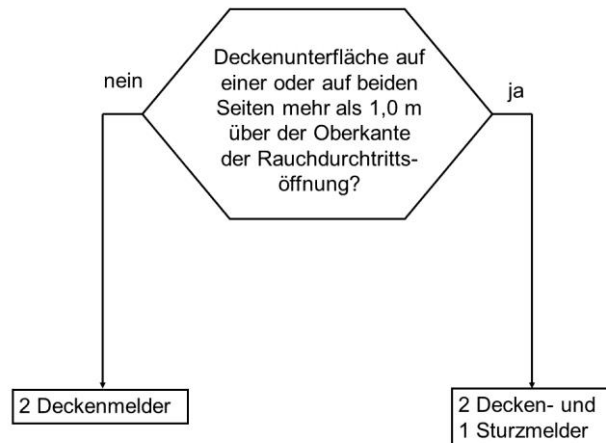 Deckenunterfläche auf
einer oder auf beiden
Seiten mehr als 1,0 m
über der Oberkante
der Rauchdurchtritts-
öffnung?
nein
ja
2 Deckenmelder
2 Decken- und
1 Sturzmelder